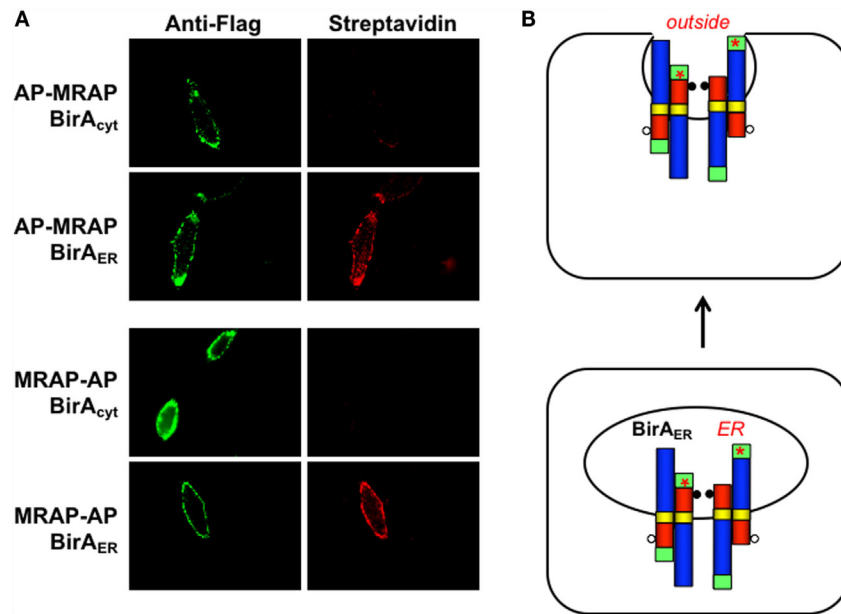 A
Anti-Flag
Streptavidin
AP-MRAP
BirAcyt
AP-MRAP
BirAER
MRAP-AP
BirAcyt
MRAP-AP
BirAER
B
outside
*
*
BirAER
ER
*
*